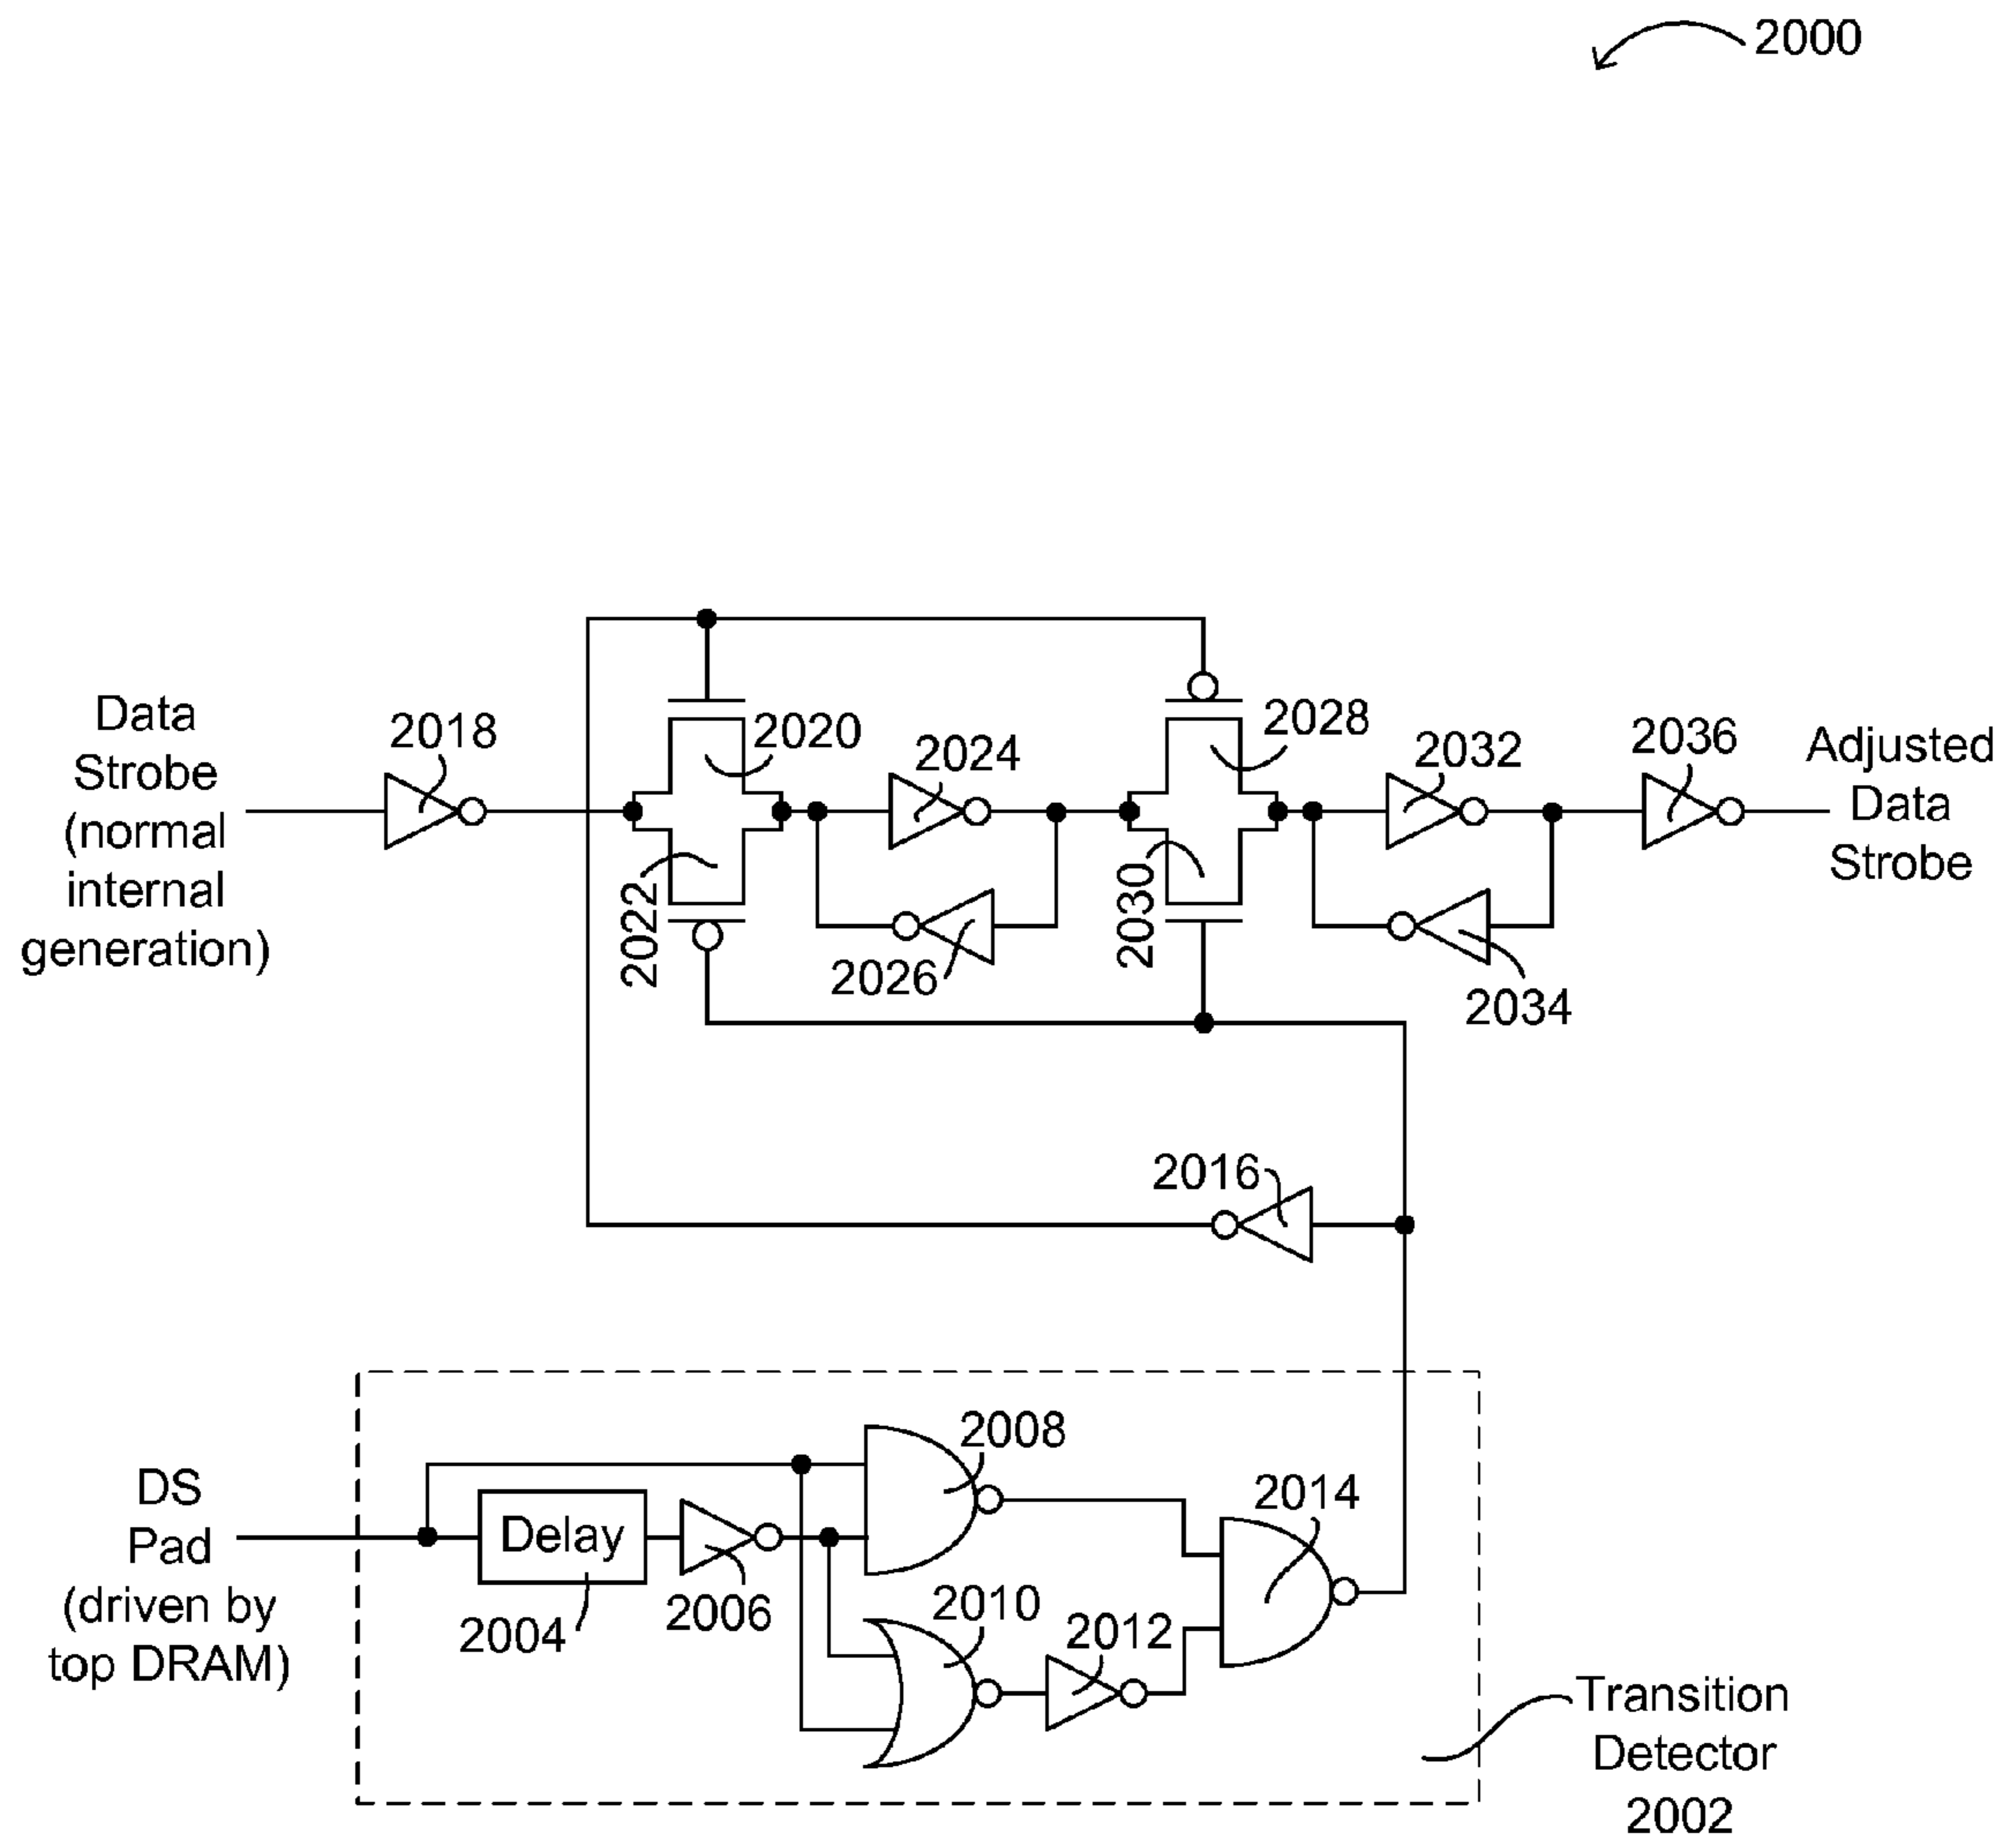 2000
Data
Strobe
(normal
internal
generation)
2018
2020
2022
2024
2026
2028
2030
2032
2034
2036
Adjusted
Data
Strobe
2016
DS
Pad
(driven by
top DRAM)
Delay
2004
2006
2008
2010
2012
2014
Transition
Detector
2002